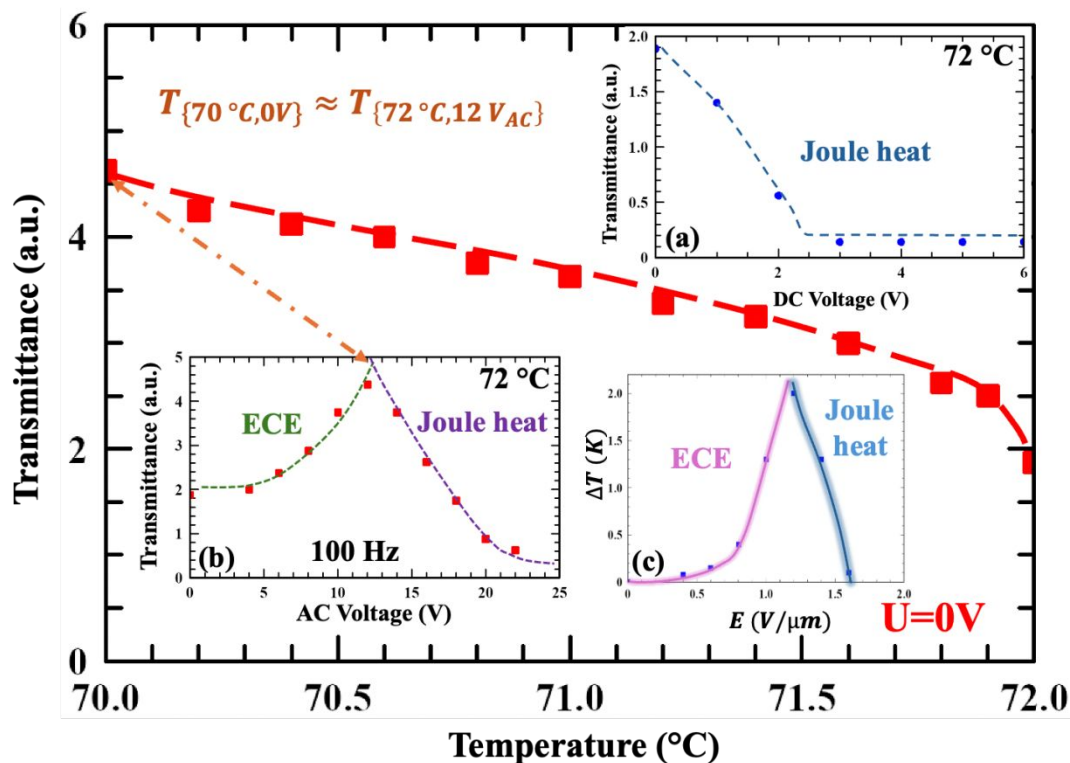 6
4
2
0
Transmittance (a.u.)
70.0
70.5
71.0
71.5
72.0
Temperature (°C)
T{70 °C,0V} ≈ T{72 °C,12 VAC}
U=0V
2.0
1.5
1.0
0.5
0
Transmittance (a.u.)
72 °C
Joule heat
(a)
0
2
4
6
DC Voltage (V)
5
4
3
2
1
0
Transmittance (a.u.)
72 °C
ECE
Joule heat
(b)
100 Hz
0
5
10
15
20
25
AC Voltage (V)
2.0
1.5
1.0
0.5
0
ΔT (K)
ECE
Joule
heat
(c)
0
0.5
1.0
1.5
2.0
E (V/μm)